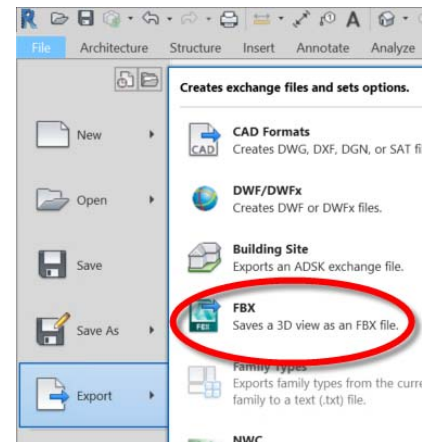 R A
File Architecture Structure Insert Annotate Analyze
Creates exchange files and sets options.
New
CAD Formats
CAD
Creates DWG, DXF, DGN, or SAT
Open
DWF/DWFx
Creates DWF or DWFx files.
Save
Building Site
Exports an ADSK exchange file.
Save As
FBX
FBX
Saves a 3D view as an FBX file.
Export
Family Types
Exports family types from the
family to a text (.txt) file.
NWC